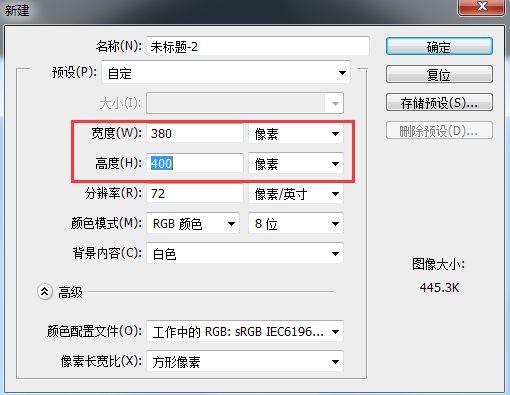 新建
名称(N): 未标题-2
确定
预设(P): 自定
复位
大小(I):
存储预设(S)...
宽度(W): 380 像素
删除预设(D)...
高度(H): 400 像素
分辨率(R): 72 像素/英寸
颜色模式(M): RGB 颜色 8 位
背景内容(C): 白色
图像大小:
445.3K
高级
颜色配置文件(O): 工作中的 RGB: sRGB IEC6196...
像素长宽比(X): 方形像素